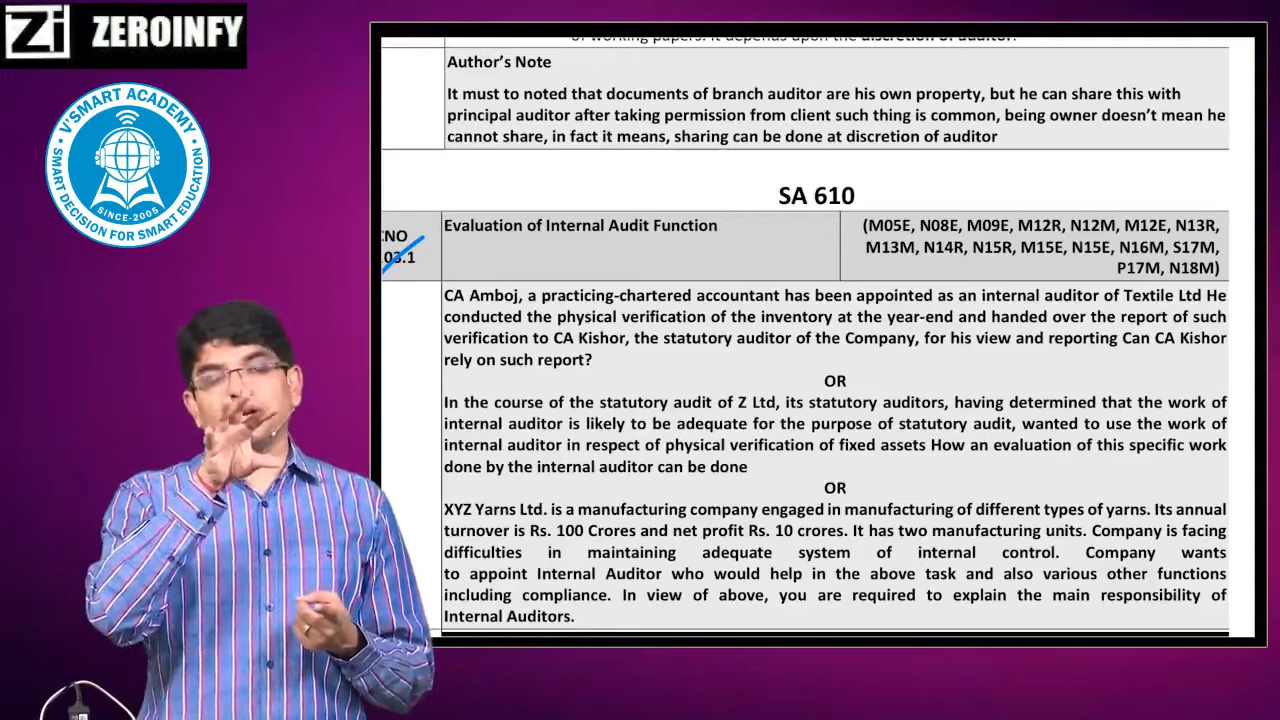 Zi ZEROINFY
V'SMART ACADEMY
SMART DECISION FOR SMART EDUCATION
SINCE-2005
of working papers. It depends upon the discretion of auditor.
Author's Note
It must to noted that documents of branch auditor are his own property, but he can share this with
principal auditor after taking permission from client such thing is common, being owner doesn't mean he
cannot share, in fact it means, sharing can be done at discretion of auditor
SA 610
CNO
103.1
Evaluation of Internal Audit Function
(M05E, N08E, M09E, M12R, N12M, M12E, N13R,
M13M, N14R, N15R, M15E, N15E, N16M, S17M,
P17M, N18M)
CA Amboj, a practicing-chartered accountant has been appointed as an internal auditor of Textile Ltd He
conducted the physical verification of the inventory at the year-end and handed over the report of such
verification to CA Kishor, the statutory auditor of the Company, for his view and reporting Can CA Kishor
rely on such report?
OR
In the course of the statutory audit of Z Ltd, its statutory auditors, having determined that the work of
internal auditor is likely to be adequate for the purpose of statutory audit, wanted to use the work of
internal auditor in respect of physical verification of fixed assets How an evaluation of this specific work
done by the internal auditor can be done
OR
XYZ Yarns Ltd. is a manufacturing company engaged in manufacturing of different types of yarns. Its annual
turnover is Rs. 100 Crores and net profit Rs. 10 crores. It has two manufacturing units. Company is facing
difficulties in maintaining adequate system of internal control. Company wants
to appoint Internal Auditor who would help in the above task and also various other functions
including compliance. In view of above, you are required to explain the main responsibility of
Internal Auditors.